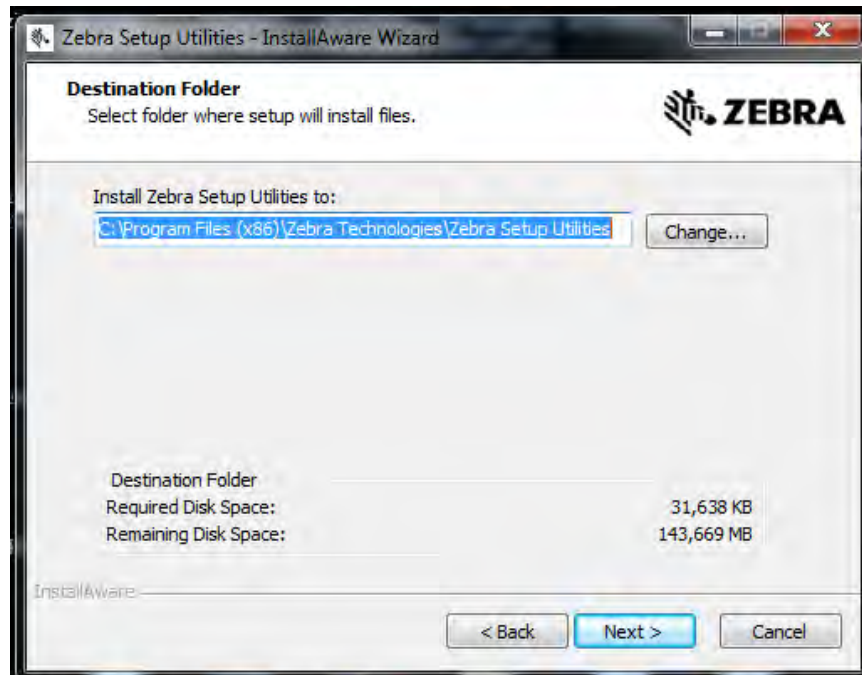 Zebra Setup Utilities - InstallAware Wizard
Destination Folder
Select folder where setup will install files.
ZEBRA
Install Zebra Setup Utilities to:
C:\Program Files (x86)\Zebra Technologies\Zebra Setup Utilities
Change...
Destination Folder
Required Disk Space: 31,638 KB
Remaining Disk Space: 143,669 MB
InstallAware
< Back Next > Cancel